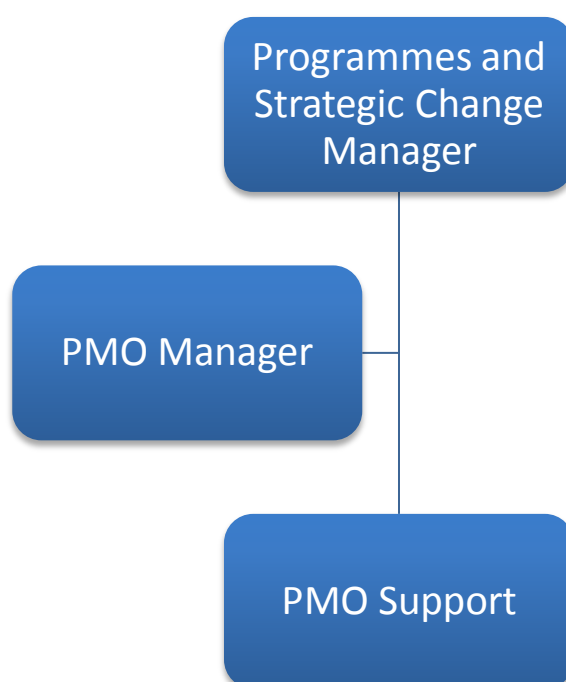 Programmes and
Strategic Change
Manager
PMO Manager
PMO Support